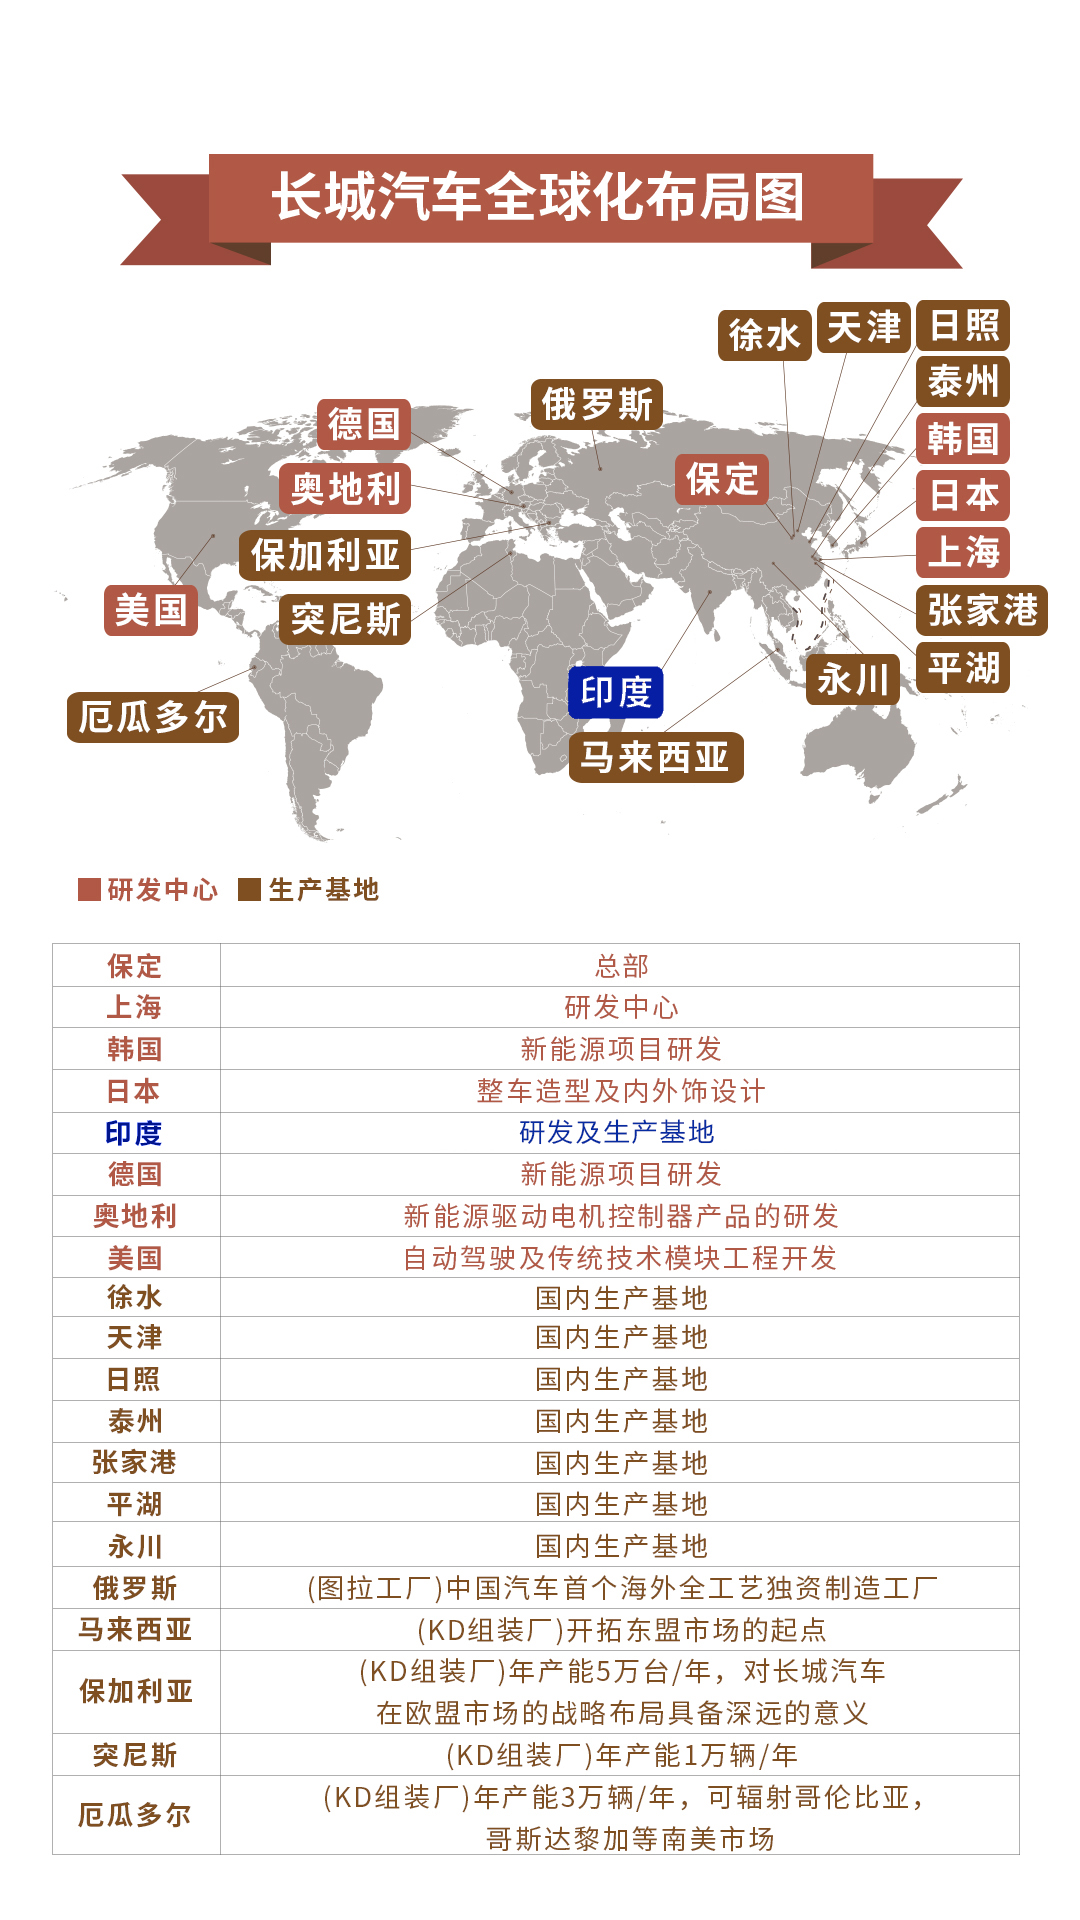 长城汽车全球化布局图
徐水
天津
日照
泰州
俄罗斯
德国
韩国
保定
奥地利
日本
保加利亚
上海
美国
突尼斯
张家港
印度
永川
平湖
厄瓜多尔
马来西亚
研发中心 生产基地
保定 总部
上海 研发中心
韩国 新能源项目研发
日本 整车造型及内外饰设计
印度 研发及生产基地
德国 新能源项目研发
奥地利 新能源驱动电机控制器产品的研发
美国 自动驾驶及传统技术模块工程开发
徐水 国内生产基地
天津 国内生产基地
日照 国内生产基地
泰州 国内生产基地
张家港 国内生产基地
平湖 国内生产基地
永川 国内生产基地
俄罗斯 (图拉工厂)中国汽车首个海外全工艺独资制造工厂
马来西亚 (KD组装厂)开拓东盟市场的起点
保加利亚 (KD组装厂)年产能5万台/年，对长城汽车
在欧盟市场的战略布局具备深远的意义
突尼斯 (KD组装厂)年产能1万辆/年
厄瓜多尔 (KD组装厂)年产能3万辆/年，可辐射哥伦比亚，
哥斯达黎加等南美市场